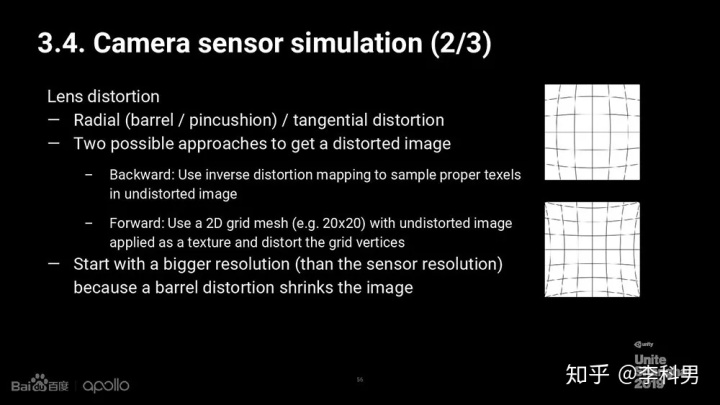 3.4. Camera sensor simulation (2/3)
Lens distortion
— Radial (barrel / pincushion) / tangential distortion
— Two possible approaches to get a distorted image
– Backward: Use inverse distortion mapping to sample proper texels
in undistorted image
– Forward: Use a 2D grid mesh (e.g. 20x20) with undistorted image
applied as a texture and distort the grid vertices
— Start with a bigger resolution (than the sensor resolution)
because a barrel distortion shrinks the image
unity
Unite
2019
知乎 @李科男
Bai百度 apollo
56